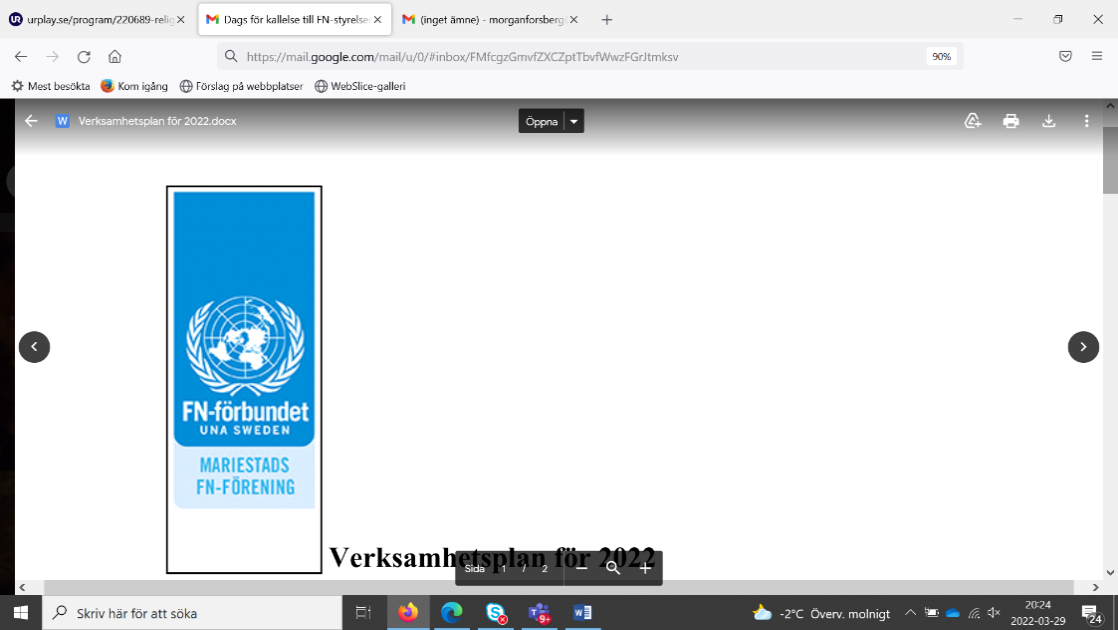 urplay.se/program/220689-relig
Dags för kallelse till FN-styrelse
(inget ämne) - morganforsberg
https://mail.google.com/mail/u/0/#inbox/FMfcgzGmvfZXCZptTbvfWwzFGrJtmksv
90%
Mest besökta
Kom igång
Förslag på webbplatser
WebSlice-galleri
W
Verksamhetsplan för 2022.docx
Öppna
FN-förbundet
UNA SWEDEN
MARIESTADS
FN-FÖRENING
Verksamhetsplan för 2022
Sida 1 / 2
Skriv här för att söka
9+
-2°C Överv. molnigt
20:24
2022-03-29
24